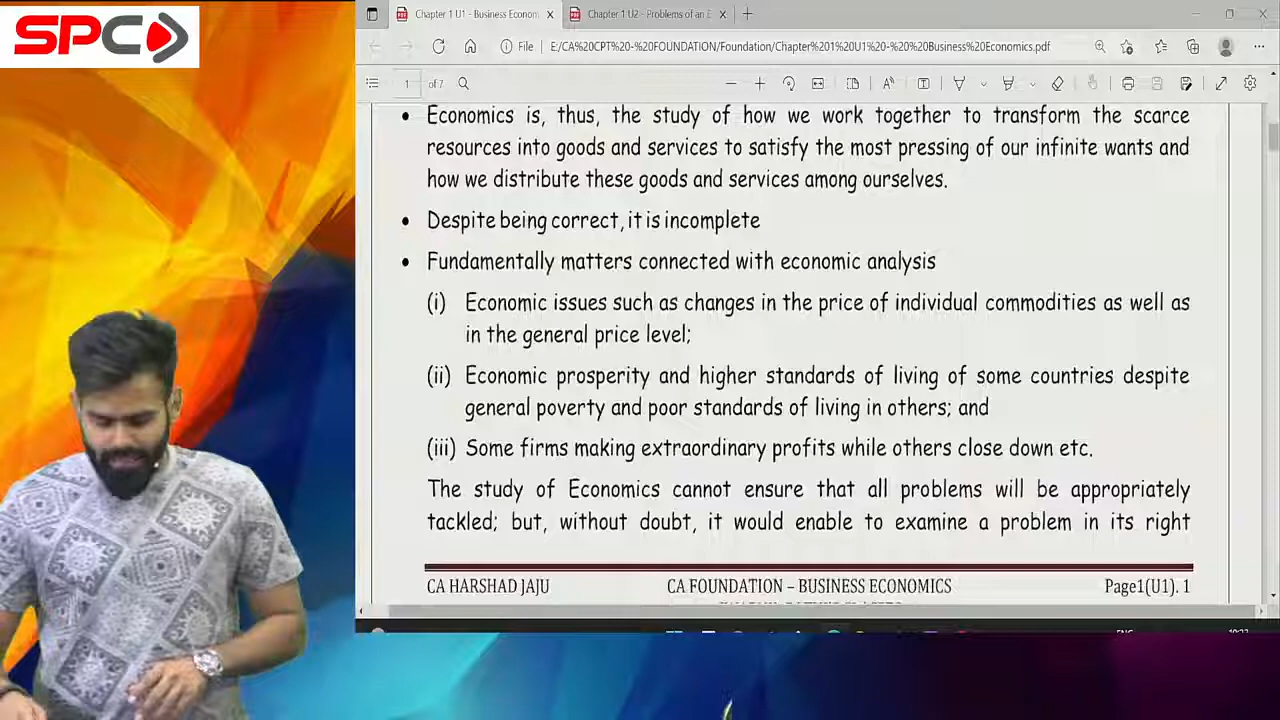 SPC
Chapter 1 U1 - Business Econom
Chapter 1 U2 - Problems of an E
File
E:/CA%20CPT%20-%20FOUNDATION/Foundation/Chapter%201%20U1%20-%20%20Business%20Economics.pdf
1 of 7
• Economics is, thus, the study of how we work together to transform the scarce
resources into goods and services to satisfy the most pressing of our infinite wants and
how we distribute these goods and services among ourselves.
• Despite being correct, it is incomplete
• Fundamentally matters connected with economic analysis
(i) Economic issues such as changes in the price of individual commodities as well as
in the general price level;
(ii) Economic prosperity and higher standards of living of some countries despite
general poverty and poor standards of living in others; and
(iii) Some firms making extraordinary profits while others close down etc.
The study of Economics cannot ensure that all problems will be appropriately
tackled; but, without doubt, it would enable to examine a problem in its right
CA HARSHAD JAJU CA FOUNDATION – BUSINESS ECONOMICS Page1(U1). 1